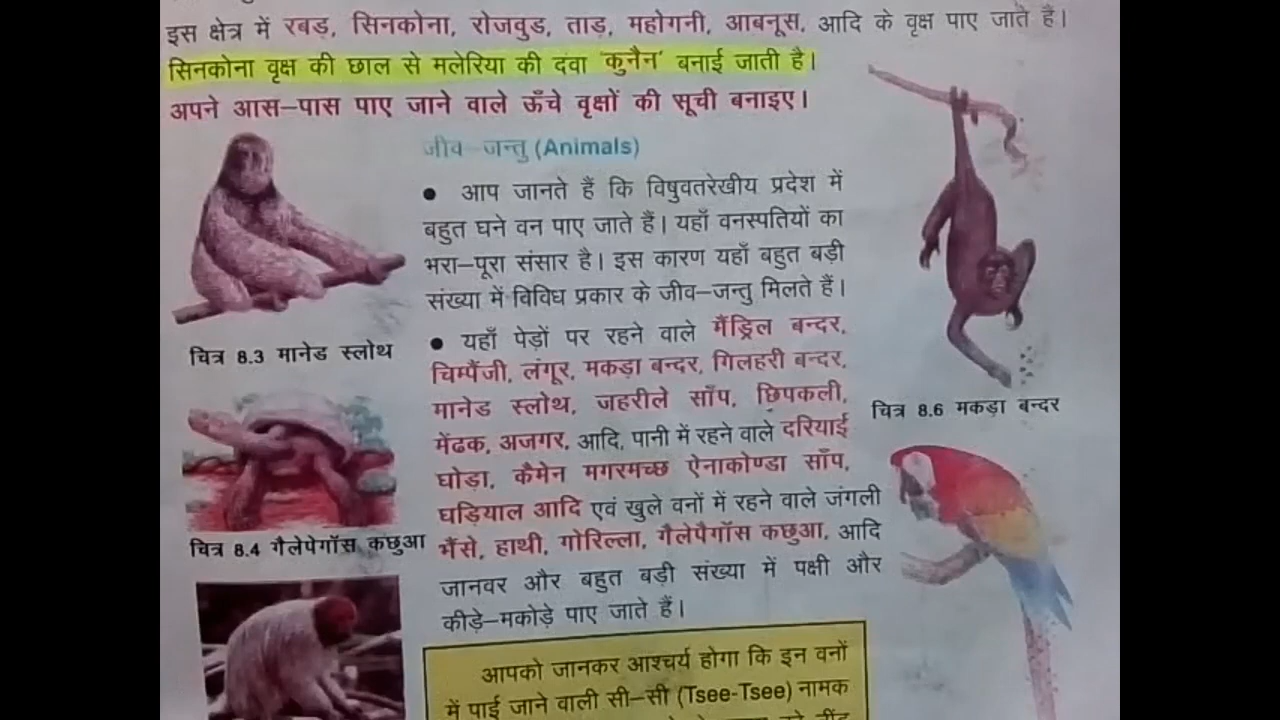 इस क्षेत्र में रबड़, सिनकोना, रोजवुड, ताड़, महोगनी, आबनूस, आदि के वृक्ष पाए जाते हैं।
सिनकोना वृक्ष की छाल से मलेरिया की दवा 'कुनैन' बनाई जाती है।
अपने आस–पास पाए जाने वाले ऊँचे वृक्षों की सूची बनाइए।
जीव–जन्तु (Animals)
● आप जानते हैं कि विषुवतरेखीय प्रदेश में
बहुत घने वन पाए जाते हैं। यहाँ वनस्पतियों का
भरा–पूरा संसार है। इस कारण यहाँ बहुत बड़ी
संख्या में विविध प्रकार के जीव–जन्तु मिलते हैं।
● यहाँ पेड़ों पर रहने वाले मैंड्रिल बन्दर,
चिम्पैंजी, लंगूर, मकड़ा बन्दर, गिलहरी बन्दर,
मानेड स्लोथ, जहरीले साँप, छिपकली,
मेंढक, अजगर, आदि, पानी में रहने वाले दरियाई
घोड़ा, कैमेन मगरमच्छ ऐनाकोण्डा साँप,
घड़ियाल आदि एवं खुले वनों में रहने वाले जंगली
भैंसे, हाथी, गोरिल्ला, गैलेपैगॉस कछुआ, आदि
जानवर और बहुत बड़ी संख्या में पक्षी और
कीड़े–मकोड़े पाए जाते हैं।
चित्र 8.3 मानेड स्लोथ
चित्र 8.4 गैलेपेगॉस कछुआ
चित्र 8.6 मकड़ा बन्दर
आपको जानकर आश्चर्य होगा कि इन वनों
में पाई जाने वाली सी–सी (Tsee-Tsee) नामक